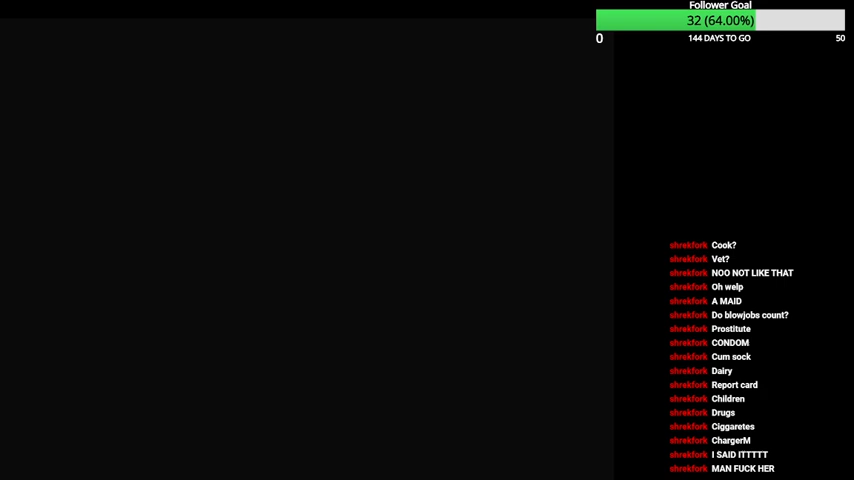 Follower Goal
32 (64.00%)
0 144 DAYS TO GO 50
shrekfork Cook?
shrekfork Vet?
shrekfork NOO NOT LIKE THAT
shrekfork Oh welp
shrekfork A MAID
shrekfork Do blowjobs count?
shrekfork Prostitute
shrekfork CONDOM
shrekfork Cum sock
shrekfork Dairy
shrekfork Report card
shrekfork Children
shrekfork Drugs
shrekfork Ciggaretes
shrekfork ChargerM
shrekfork I SAID ITTTTT
shrekfork MAN FUCK HER